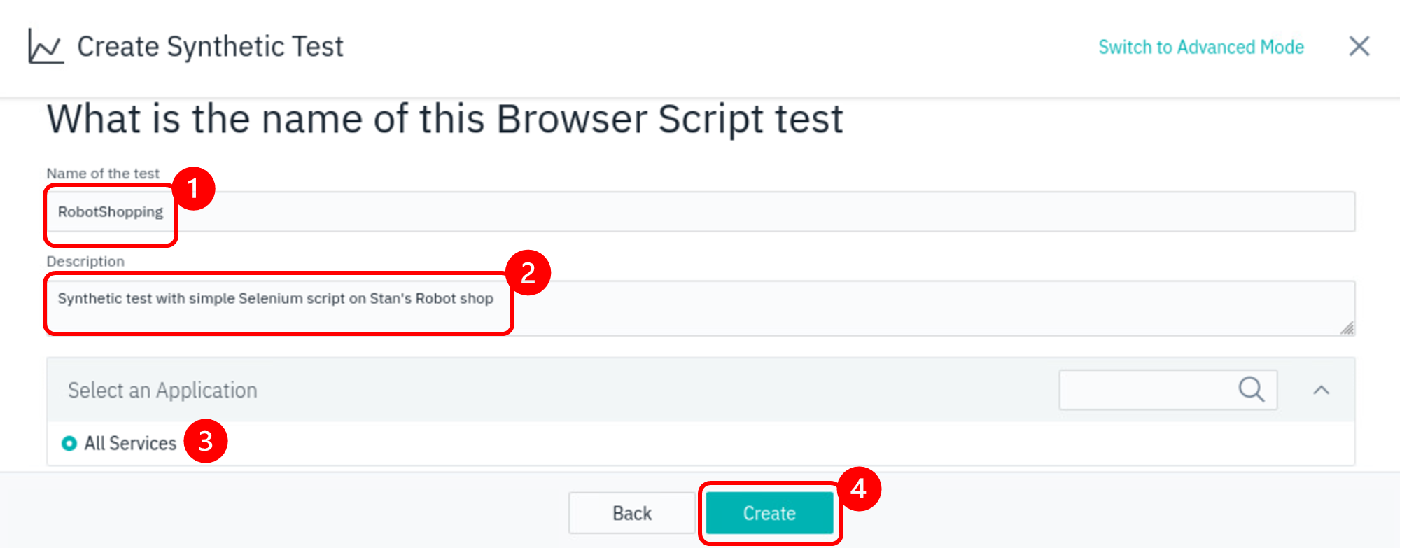 Create Synthetic Test
Switch to Advanced Mode
What is the name of this Browser Script test
Name of the test
1
RobotShopping
Description
2
Synthetic test with simple Selenium script on Stan's Robot shop
Select an Application
All Services 3
4
Back
Create